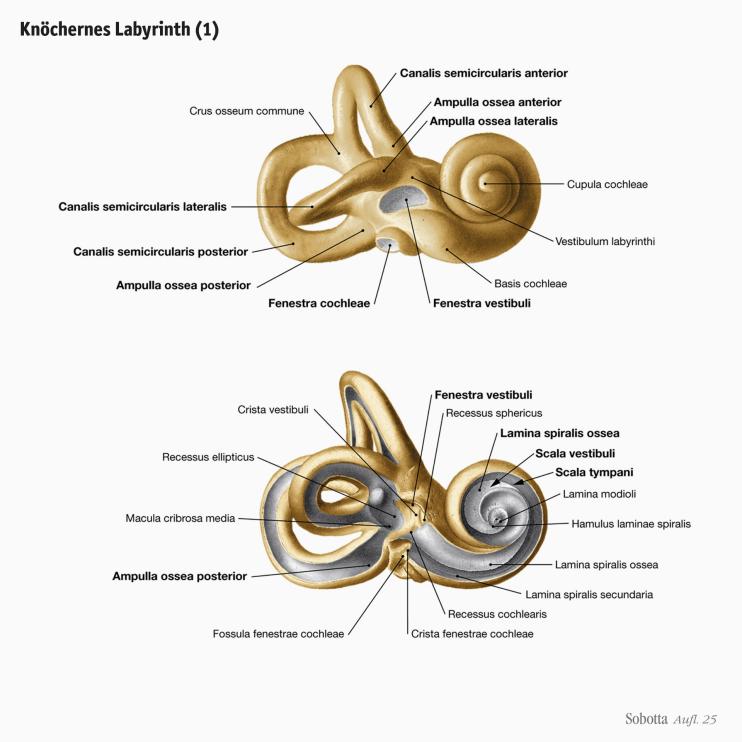 Knöchernes Labyrinth (1)
Canalis semicircularis anterior
Ampulla ossea anterior
Crus osseum commune
Ampulla ossea lateralis
Cupula cochleae
Canalis semicircularis lateralis
Vestibulum labyrinthi
Canalis semicircularis posterior
Ampulla ossea posterior
Basis cochleae
Fenestra cochleae
Fenestra vestibuli
Fenestra vestibuli
Crista vestibuli
Recessus sphericus
Lamina spiralis ossea
Scala vestibuli
Recessus ellipticus
Scala tympani
Lamina modioli
Macula cribrosa media
Hamulus laminae spiralis
Lamina spiralis ossea
Ampulla ossea posterior
Lamina spiralis secundaria
Recessus cochlearis
Fossula fenestrae cochleae
Crista fenestrae cochleae
Sobotta Aufl. 25